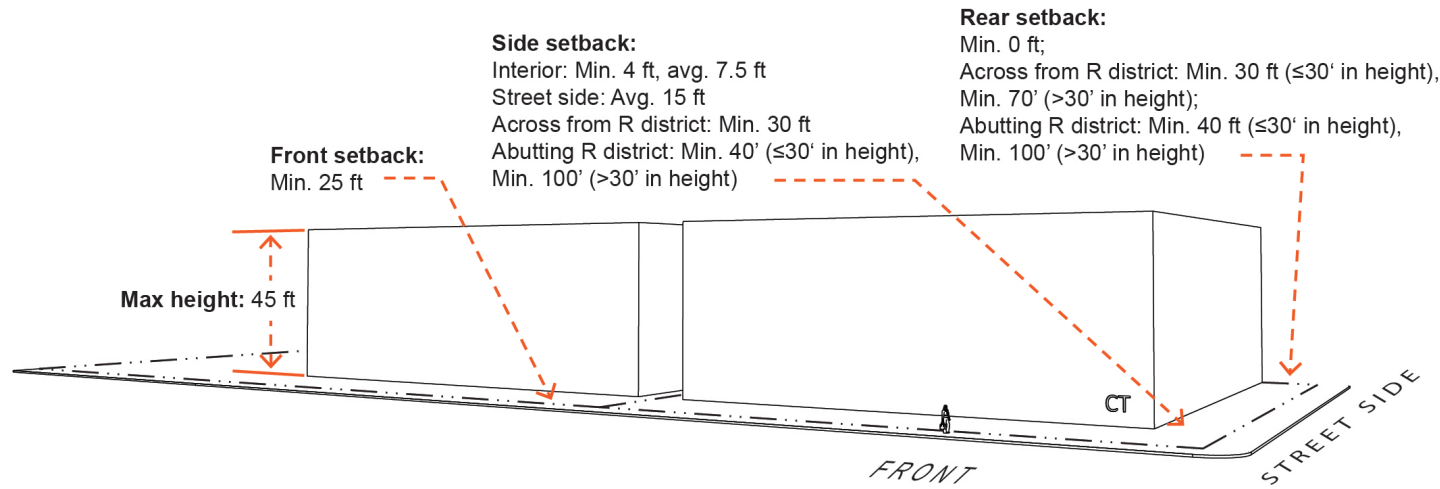 Rear setback:
Min. 0 ft;
Across from R district: Min. 30 ft (≤30‘ in height),
Min. 70’ (>30’ in height);
Abutting R district: Min. 40 ft (≤30‘ in height),
Min. 100’ (>30’ in height)
Side setback:
Interior: Min. 4 ft, avg. 7.5 ft
Street side: Avg. 15 ft
Across from R district: Min. 30 ft
Abutting R district: Min. 40’ (≤30‘ in height),
Min. 100’ (>30’ in height)
Front setback:
Min. 25 ft
Max height: 45 ft
CT
FRONT
STREET SIDE